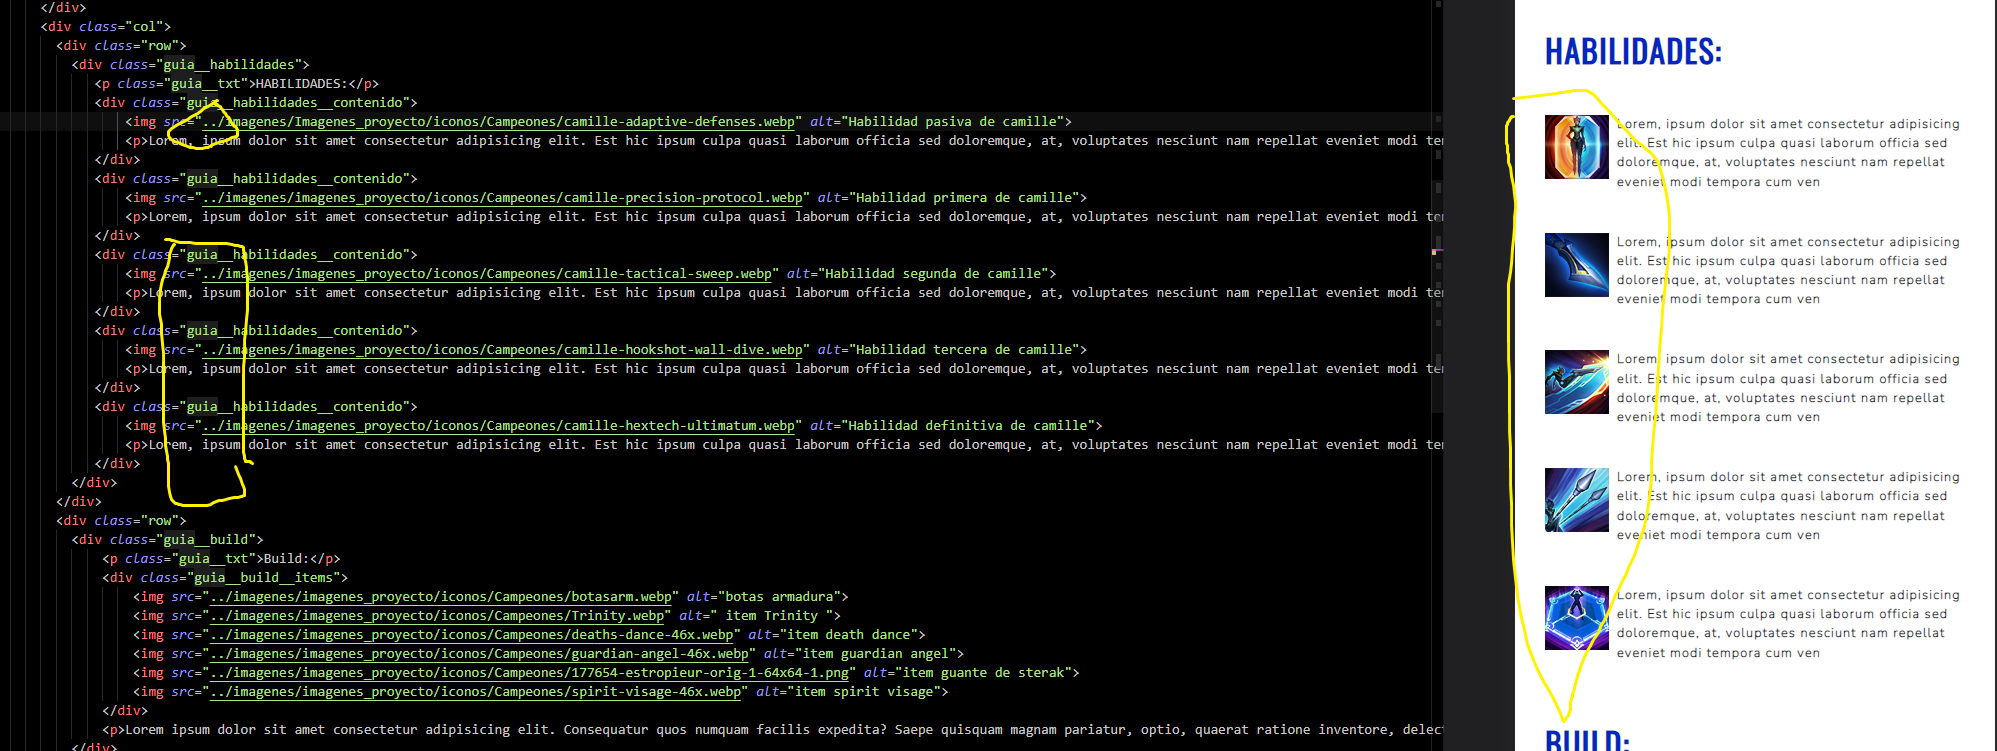 </div>
<div class="col">
<div class="row">
<div class="guia__habilidades">
<p class="guia__txt">HABILIDADES:</p>
<div class="guia__habilidades__contenido">
<img src="../imagenes/Imagenes_proyecto/iconos/Campeones/camille-adaptive-defenses.webp" alt="Habilidad pasiva de camille">
<p>Lorem, ipsum dolor sit amet consectetur adipisicing elit. Est hic ipsum culpa quasi laborum officia sed doloremque, at, voluptates nesciunt nam repellat eveniet modi te
</div>
<div class="guia__habilidades__contenido">
<img src="../imagenes/imagenes_proyecto/iconos/Campeones/camille-precision-protocol.webp" alt="Habilidad primera de camille">
<p>Lorem, ipsum dolor sit amet consectetur adipisicing elit. Est hic ipsum culpa quasi laborum officia sed doloremque, at, voluptates nesciunt nam repellat eveniet modi te
</div>
<div class="guia__habilidades__contenido">
<img src="../imagenes/imagenes_proyecto/iconos/Campeones/camille-tactical-sweep.webp" alt="Habilidad segunda de camille">
<p>Lorem, ipsum dolor sit amet consectetur adipisicing elit. Est hic ipsum culpa quasi laborum officia sed doloremque, at, voluptates nesciunt nam repellat eveniet modi te
</div>
<div class="guia__habilidades__contenido">
<img src="../imagenes/imagenes_proyecto/iconos/Campeones/camille-hookshot-wall-dive.webp" alt="Habilidad tercera de camille">
<p>Lorem, ipsum dolor sit amet consectetur adipisicing elit. Est hic ipsum culpa quasi laborum officia sed doloremque, at, voluptates nesciunt nam repellat eveniet modi te
</div>
<div class="guia__habilidades__contenido">
<img src="../imagenes/imagenes_proyecto/iconos/Campeones/camille-hextech-ultimatum.webp" alt="Habilidad definitiva de camille">
<p>Lorem, ipsum dolor sit amet consectetur adipisicing elit. Est hic ipsum culpa quasi laborum officia sed doloremque, at, voluptates nesciunt nam repellat eveniet modi te
</div>
</div>
</div>
<div class="row">
<div class="guia__build">
<p class="guia__txt">Build:</p>
<div class="guia__build__items">
<img src="../imagenes/imagenes_proyecto/iconos/Campeones/botasarm.webp" alt="botas armadura">
<img src="../imagenes/imagenes_proyecto/iconos/Campeones/Trinity.webp" alt=" item Trinity ">
<img src="../imagenes/imagenes_proyecto/iconos/Campeones/deaths-dance-46x.webp" alt="item death dance">
<img src="../imagenes/imagenes_proyecto/iconos/Campeones/guardian-angel-46x.webp" alt="item guardian angel">
<img src="../imagenes/imagenes_proyecto/iconos/Campeones/177654-estropieur-orig-1-64x64-1.png" alt="item guante de sterak">
<img src="../imagenes/imagenes_proyecto/iconos/Campeones/spirit-visage-46x.webp" alt="item spirit visage">
</div>
<p>Lorem ipsum dolor sit amet consectetur adipisicing elit. Consequatur quos numquam facilis expedita? Saepe quisquam magnam pariatur, optio, quaerat ratione inventore, delec
</div>
HABILIDADES:
Lorem, ipsum dolor sit amet consectetur adipisicing
elit. Est hic ipsum culpa quasi laborum officia sed
doloremque, at, voluptates nesciunt nam repellat
eveniet modi tempora cum ven
Lorem, ipsum dolor sit amet consectetur adipisicing
elit. Est hic ipsum culpa quasi laborum officia sed
doloremque, at, voluptates nesciunt nam repellat
eveniet modi tempora cum ven
Lorem, ipsum dolor sit amet consectetur adipisicing
elit. Est hic ipsum culpa quasi laborum officia sed
doloremque, at, voluptates nesciunt nam repellat
eveniet modi tempora cum ven
Lorem, ipsum dolor sit amet consectetur adipisicing
elit. Est hic ipsum culpa quasi laborum officia sed
doloremque, at, voluptates nesciunt nam repellat
eveniet modi tempora cum ven
Lorem, ipsum dolor sit amet consectetur adipisicing
elit. Est hic ipsum culpa quasi laborum officia sed
doloremque, at, voluptates nesciunt nam repellat
eveniet modi tempora cum ven
BUILD: